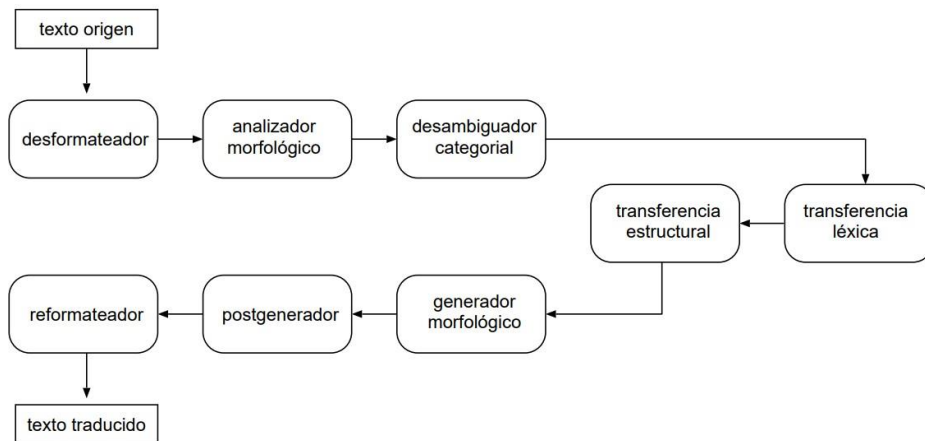 texto origen
desformateador
analizador
morfológico
desambiguador
categorial
transferencia
léxica
transferencia
estructural
generador
morfológico
postgenerador
reformateador
texto traducido